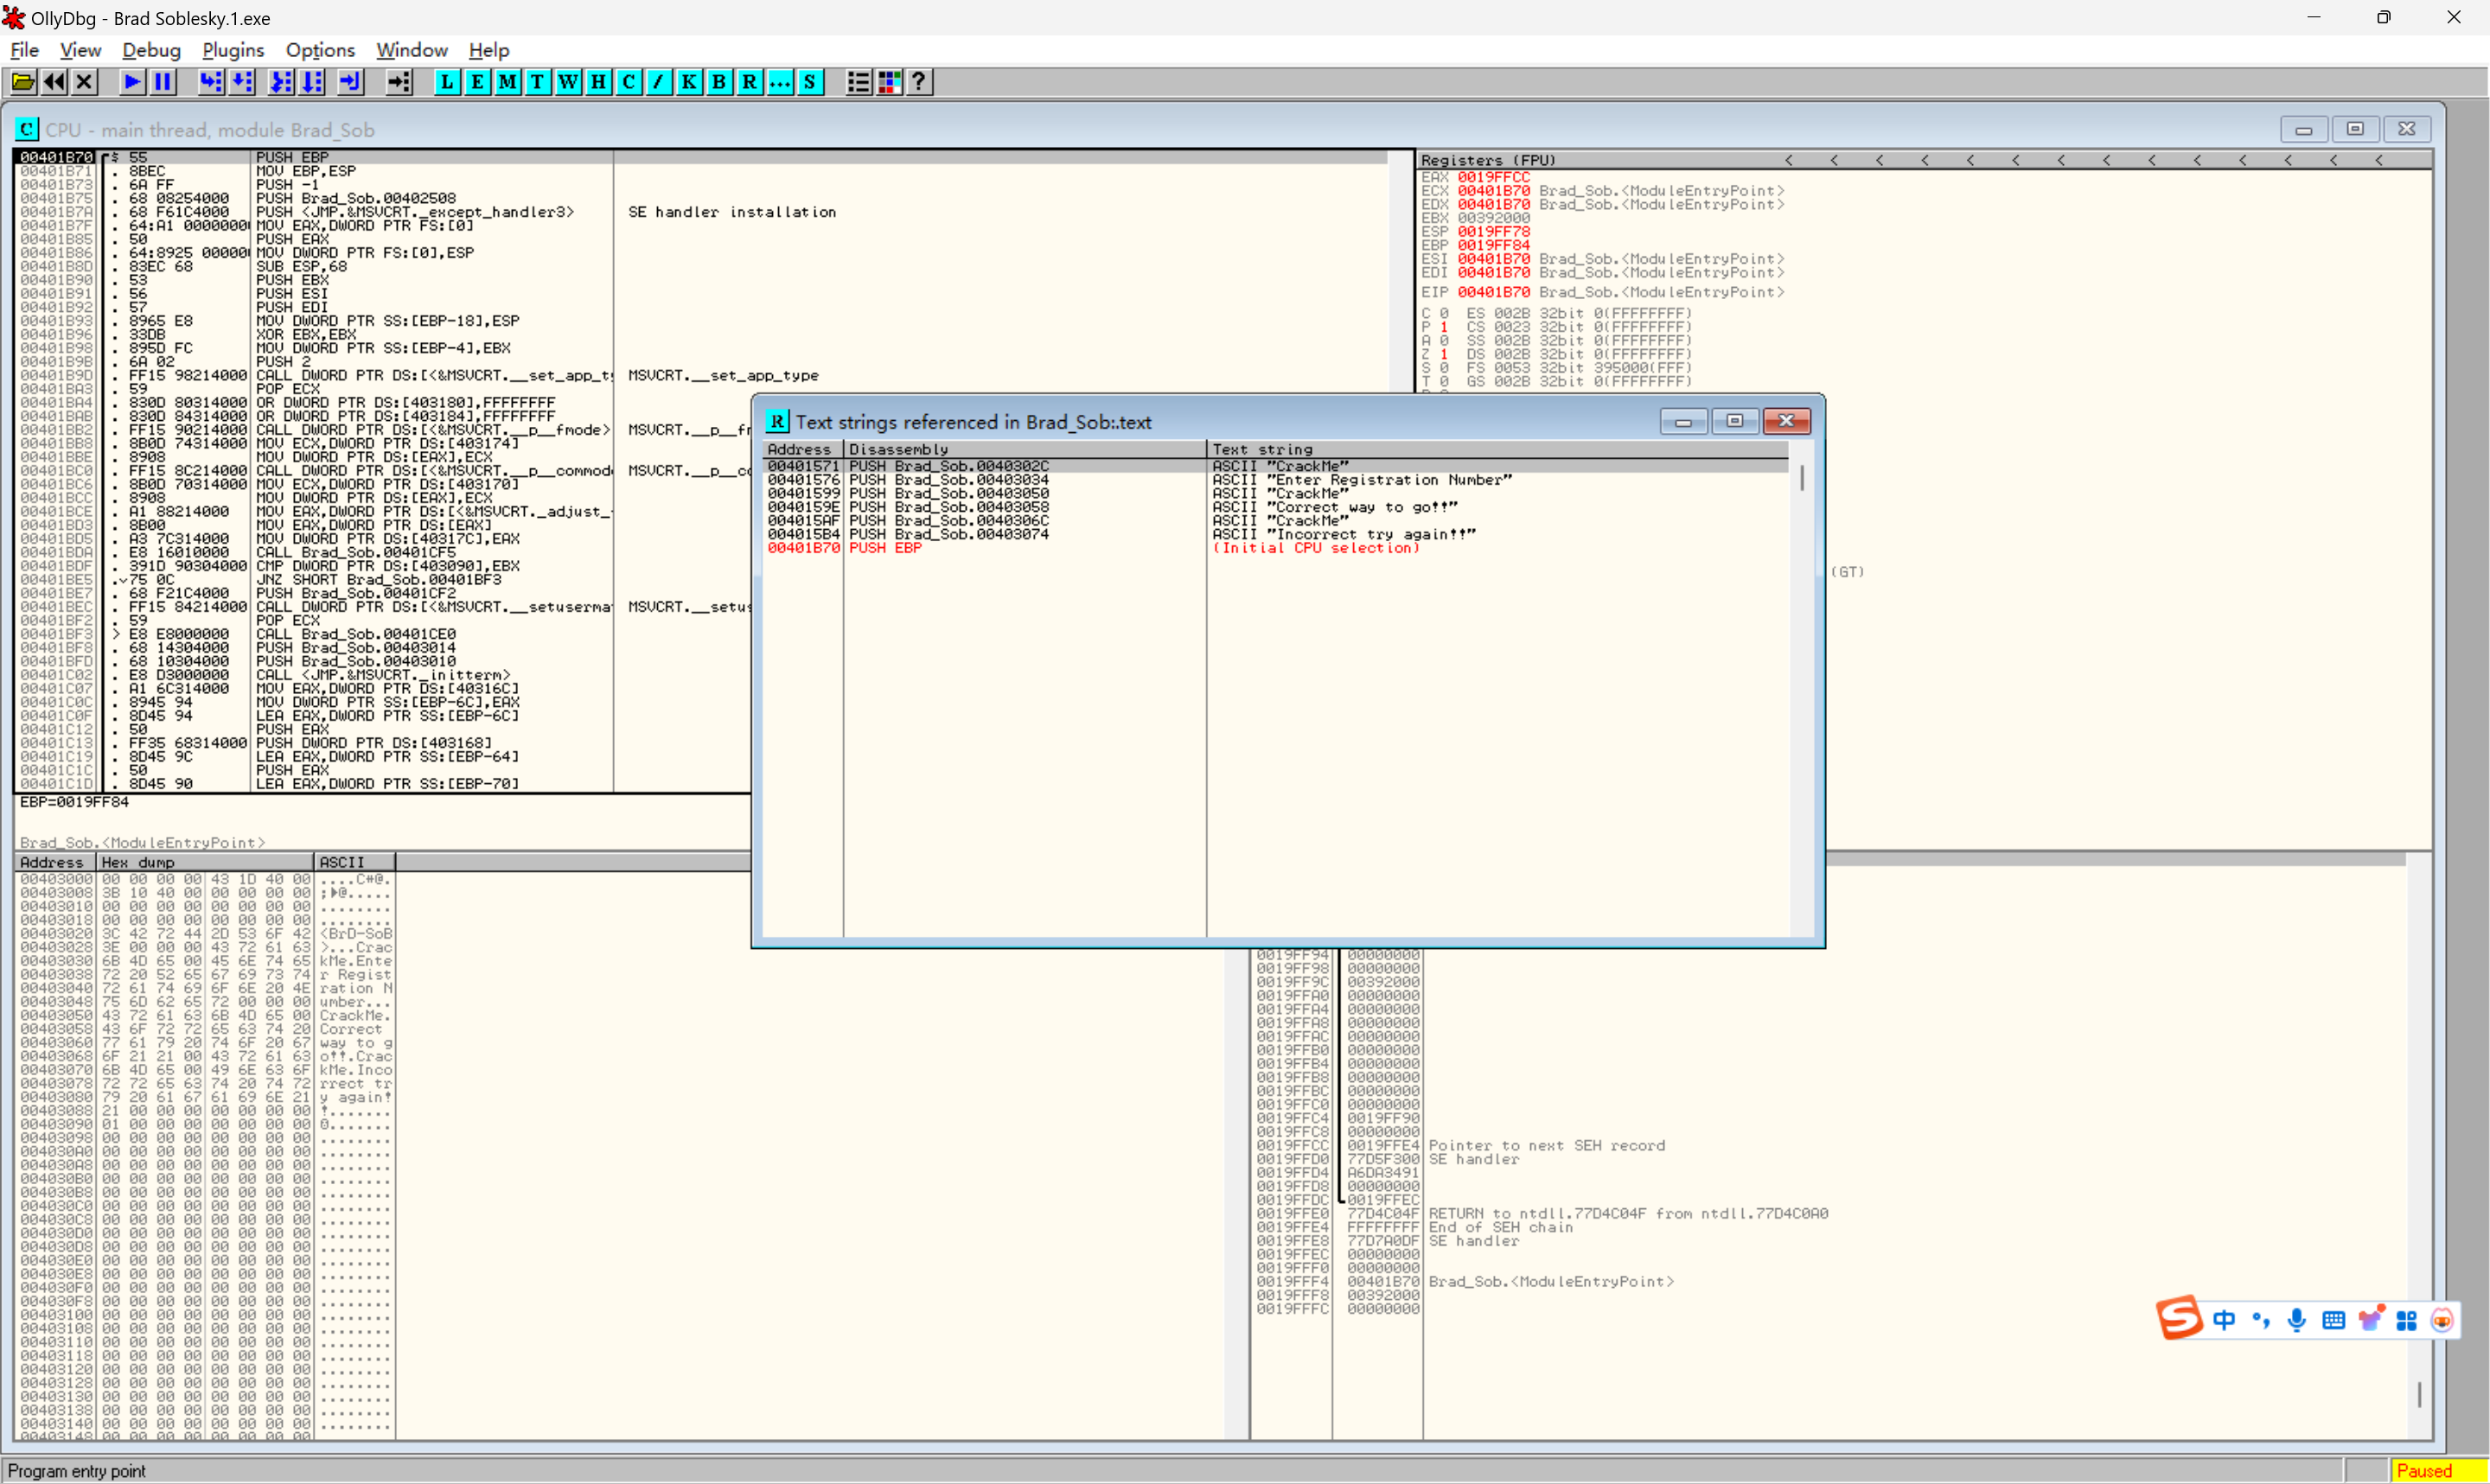 OllyDbg - Brad Soblesky.1.exe
File View Debug Plugins Options Window Help
L E M T W H C / K B R ... S ?
C CPU - main thread, module Brad_Sob
00401B70 $ 55 PUSH EBP
00401B71 . 8BEC MOV EBP,ESP
00401B73 . 6A FF PUSH -1
00401B75 . 68 08254000 PUSH Brad_Sob.00402508
00401B7A . 68 F61C4000 PUSH <JMP.&MSVCRT._except_handler3> SE handler installation
00401B7F . 64:A1 0000000 MOV EAX,DWORD PTR FS:[0]
00401B85 . 50 PUSH EAX
00401B86 . 64:8925 00000 MOV DWORD PTR FS:[0],ESP
00401B8D . 83EC 68 SUB ESP,68
00401B90 . 53 PUSH EBX
00401B91 . 56 PUSH ESI
00401B92 . 57 PUSH EDI
00401B93 . 8965 E8 MOV DWORD PTR SS:[EBP-18],ESP
00401B96 . 33DB XOR EBX,EBX
00401B98 . 895D FC MOV DWORD PTR SS:[EBP-4],EBX
00401B9B . 6A 02 PUSH 2
00401B9D . FF15 98214000 CALL DWORD PTR DS:[<&MSVCRT.__set_app_t MSVCRT.__set_app_type
00401BA3 . 59 POP ECX
00401BA4 . 830D 80314000 OR DWORD PTR DS:[403180],FFFFFFFF
00401BAB . 830D 84314000 OR DWORD PTR DS:[403184],FFFFFFFF
00401BB2 . FF15 90214000 CALL DWORD PTR DS:[<&MSVCRT.__p__fmode> MSVCRT.__p__f
00401BB8 . 8B0D 74314000 MOV ECX,DWORD PTR DS:[403174]
00401BBE . 8908 MOV DWORD PTR DS:[EAX],ECX
00401BC0 . FF15 8C214000 CALL DWORD PTR DS:[<&MSVCRT.__p__commod MSVCRT.__p__c
00401BC6 . 8B0D 70314000 MOV ECX,DWORD PTR DS:[403170]
00401BCC . 8908 MOV DWORD PTR DS:[EAX],ECX
00401BCE . A1 88214000 MOV EAX,DWORD PTR DS:[<&MSVCRT._adjust_
00401BD3 . 8B00 MOV EAX,DWORD PTR DS:[EAX]
00401BD5 . A3 7C314000 MOV DWORD PTR DS:[40317C],EAX
00401BDA . E8 16010000 CALL Brad_Sob.00401CF5
00401BDF . 391D 90304000 CMP DWORD PTR DS:[403090],EBX
00401BE5 . 75 0C JNZ SHORT Brad_Sob.00401BF3
00401BE7 . 68 F21C4000 PUSH Brad_Sob.00401CF2
00401BEC . FF15 84214000 CALL DWORD PTR DS:[<&MSVCRT.__setuserma MSVCRT.__setus
00401BF2 . 59 POP ECX
00401BF3 > E8 E8000000 CALL Brad_Sob.00401CE0
00401BF8 . 68 14304000 PUSH Brad_Sob.00403014
00401BFD . 68 10304000 PUSH Brad_Sob.00403010
00401C02 . E8 D3000000 CALL <JMP.&MSVCRT._initterm>
00401C07 . A1 6C314000 MOV EAX,DWORD PTR DS:[40316C]
00401C0C . 8945 94 MOV DWORD PTR SS:[EBP-6C],EAX
00401C0F . 8D45 94 LEA EAX,DWORD PTR SS:[EBP-6C]
00401C12 . 50 PUSH EAX
00401C13 . FF35 68314000 PUSH DWORD PTR DS:[403168]
00401C19 . 8D45 9C LEA EAX,DWORD PTR SS:[EBP-64]
00401C1C . 50 PUSH EAX
00401C1D . 8D45 90 LEA EAX,DWORD PTR SS:[EBP-70]
EBP=0019FF84
Brad_Sob.<ModuleEntryPoint>
Registers (FPU) < < < < < < < < < < < < < <
EAX 0019FFCC
ECX 00401B70 Brad_Sob.<ModuleEntryPoint>
EDX 00401B70 Brad_Sob.<ModuleEntryPoint>
EBX 00392000
ESP 0019FF78
EBP 0019FF84
ESI 00401B70 Brad_Sob.<ModuleEntryPoint>
EDI 00401B70 Brad_Sob.<ModuleEntryPoint>
EIP 00401B70 Brad_Sob.<ModuleEntryPoint>
C 0 ES 002B 32bit 0(FFFFFFFF)
P 1 CS 0023 32bit 0(FFFFFFFF)
A 0 SS 002B 32bit 0(FFFFFFFF)
Z 1 DS 002B 32bit 0(FFFFFFFF)
S 0 FS 0053 32bit 395000(FFF)
T 0 GS 002B 32bit 0(FFFFFFFF)
(GT)
R Text strings referenced in Brad_Sob:.text
Address Disassembly Text string
00401571 PUSH Brad_Sob.0040302C ASCII "CrackMe"
00401576 PUSH Brad_Sob.00403034 ASCII "Enter Registration Number"
00401599 PUSH Brad_Sob.00403050 ASCII "CrackMe"
0040159E PUSH Brad_Sob.00403058 ASCII "Correct way to go!!"
004015AF PUSH Brad_Sob.0040306C ASCII "CrackMe"
004015B4 PUSH Brad_Sob.00403074 ASCII "Incorrect try again!!"
00401B70 PUSH EBP (Initial CPU selection)
Address Hex dump ASCII
00403000 00 00 00 00 43 1D 40 00 ....C#@.
00403008 3B 10 40 00 00 00 00 00 ;►@.....
00403010 00 00 00 00 00 00 00 00 ........
00403018 00 00 00 00 00 00 00 00 ........
00403020 3C 42 72 44 2D 53 6F 42 <BrD-SoB
00403028 3E 00 00 00 43 72 61 63 >...Crac
00403030 6B 4D 65 00 45 6E 74 65 kMe.Ente
00403038 72 20 52 65 67 69 73 74 r Regist
00403040 72 61 74 69 6F 6E 20 4E ration N
00403048 75 6D 62 65 72 00 00 00 umber...
00403050 43 72 61 63 6B 4D 65 00 CrackMe.
00403058 43 6F 72 72 65 63 74 20 Correct
00403060 77 61 79 20 74 6F 20 67 way to g
00403068 6F 21 21 00 43 72 61 63 o!!.Crac
00403070 6B 4D 65 00 49 6E 63 6F kMe.Inco
00403078 72 72 65 63 74 20 74 72 rrect tr
00403080 79 20 61 67 61 69 6E 21 y again!
00403088 21 00 00 00 00 00 00 00 !.......
00403090 01 00 00 00 00 00 00 00 ☺.......
00403098 00 00 00 00 00 00 00 00 ........
004030A0 00 00 00 00 00 00 00 00 ........
004030A8 00 00 00 00 00 00 00 00 ........
004030B0 00 00 00 00 00 00 00 00 ........
004030B8 00 00 00 00 00 00 00 00 ........
004030C0 00 00 00 00 00 00 00 00 ........
004030C8 00 00 00 00 00 00 00 00 ........
004030D0 00 00 00 00 00 00 00 00 ........
004030D8 00 00 00 00 00 00 00 00 ........
004030E0 00 00 00 00 00 00 00 00 ........
004030E8 00 00 00 00 00 00 00 00 ........
004030F0 00 00 00 00 00 00 00 00 ........
004030F8 00 00 00 00 00 00 00 00 ........
00403100 00 00 00 00 00 00 00 00 ........
00403108 00 00 00 00 00 00 00 00 ........
00403110 00 00 00 00 00 00 00 00 ........
00403118 00 00 00 00 00 00 00 00 ........
00403120 00 00 00 00 00 00 00 00 ........
00403128 00 00 00 00 00 00 00 00 ........
00403130 00 00 00 00 00 00 00 00 ........
00403138 00 00 00 00 00 00 00 00 ........
00403140 00 00 00 00 00 00 00 00 ........
00403148 00 00 00 00 00 00 00 00
0019FF94 00000000
0019FF98 00000000
0019FF9C 00392000
0019FFA0 00000000
0019FFA4 00000000
0019FFA8 00000000
0019FFAC 00000000
0019FFB0 00000000
0019FFB4 00000000
0019FFB8 00000000
0019FFBC 00000000
0019FFC0 00000000
0019FFC4 0019FF90
0019FFC8 00000000
0019FFCC 0019FFE4 Pointer to next SEH record
0019FFD0 77D5F300 SE handler
0019FFD4 A6DA3491
0019FFD8 00000000
0019FFDC 0019FFEC
0019FFE0 77D4C04F RETURN to ntdll.77D4C04F from ntdll.77D4C0A0
0019FFE4 FFFFFFFF End of SEH chain
0019FFE8 77D7A0DF SE handler
0019FFEC 00000000
0019FFF0 00000000
0019FFF4 00401B70 Brad_Sob.<ModuleEntryPoint>
0019FFF8 00392000
0019FFFC 00000000
S 中
Program entry point
Paused